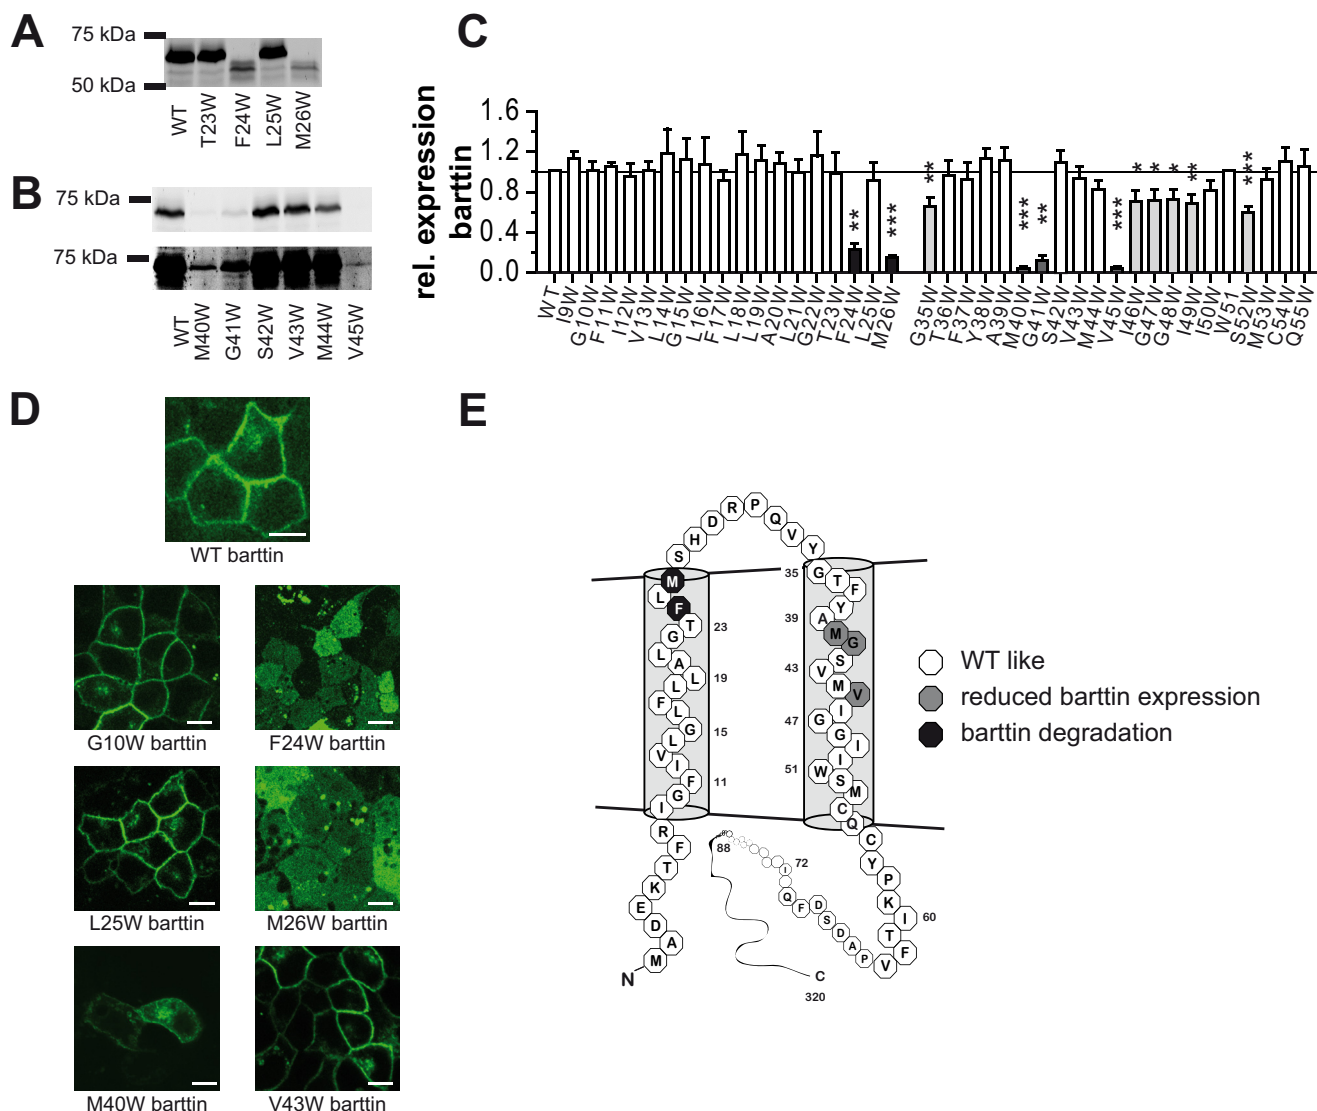 A
75 kDa
50 kDa
WT
T23W
F24W
L25W
M26W
B
75 kDa
75 kDa
WT
M40W
G41W
S42W
V43W
M44W
V45W
C
rel. expression
barttin
1.6
1.2
0.8
0.4
0.0
**
***
**
***
**
***
*
*
*
**
***
WT
I9W
G10W
F11W
I12W
V13W
L14W
G15W
L16W
F17W
L18W
L19W
A20W
L21W
G22W
T23W
F24W
L25W
M26W
G35W
T36W
F37W
Y38W
A39W
M40W
G41W
S42W
V43W
M44W
V45W
I46W
G47W
G48W
I49W
I50W
W51
S52W
M53W
C54W
Q55W
D
WT barttin
G10W barttin
F24W barttin
L25W barttin
M26W barttin
M40W barttin
V43W barttin
E
S H D R P Q V Y
M
L
F
T
G
L
A
L
L
F
L
G
L
V
I
F
G
I
R
F
T
K
E
D
A
M
N
23
19
15
11
35
39
43
47
51
G
T
F
Y
A
M
G
S
V
M
V
I
G
G
I
I
W
S
M
C
Q
C
Y
P
K
I
T
F
V
P
A
D
S
D
F
Q
I
60
72
88
C
320
WT like
reduced barttin expression
barttin degradation